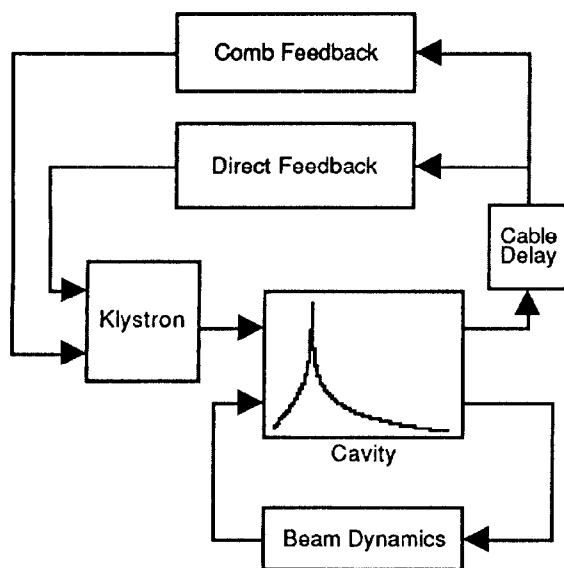 Comb Feedback
Direct Feedback
Cable
Delay
Klystron
Cavity
Beam Dynamics